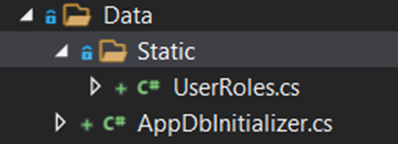 Data
Static
C# UserRoles.cs
C# AppDbInitializer.cs